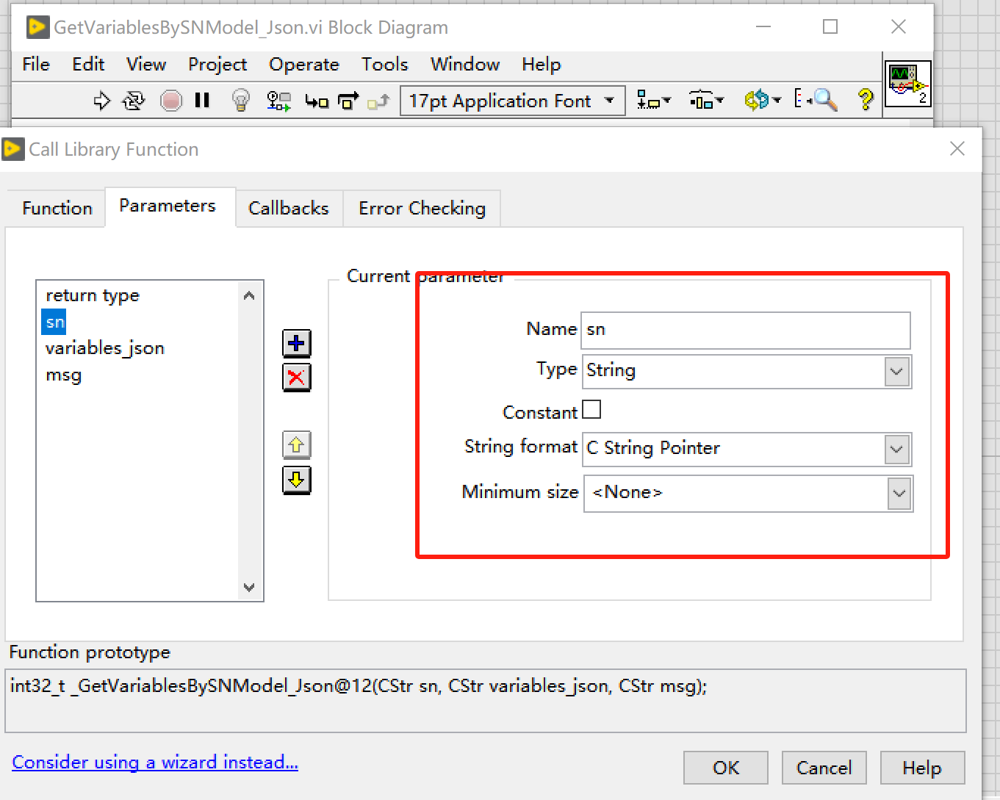 GetVariablesBySNModel_Json.vi Block Diagram
File Edit View Project Operate Tools Window Help
17pt Application Font
2
Call Library Function
Function Parameters Callbacks Error Checking
return type
sn
variables_json
msg
Current parameter
Name sn
Type String
Constant
String format C String Pointer
Minimum size <None>
Function prototype
int32_t _GetVariablesBySNModel_Json@12(CStr sn, CStr variables_json, CStr msg);
Consider using a wizard instead...
OK Cancel Help